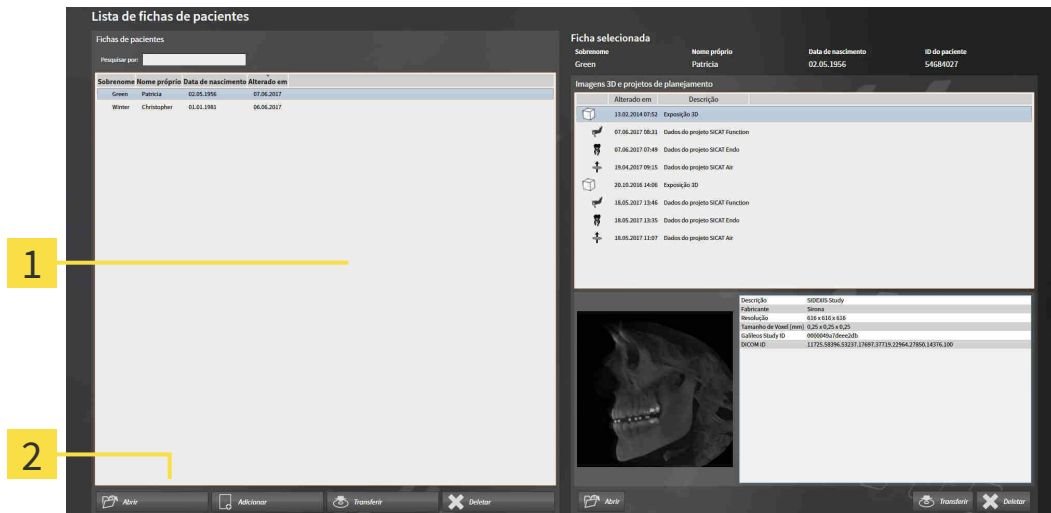 Lista de fichas de pacientes
Fichas de pacientes
Pesquisar por:
Sobrenome Nome próprio Data de nascimento Alterado em
Green Patricia 02.05.1956 07.06.2017
Winter Christopher 01.01.1981 06.06.2017
1
2
Abrir Adicionar Transferir Deletar
Ficha selecionada
Sobrenome Nome próprio Data de nascimento ID do paciente
Green Patricia 02.05.1956 54684027
Imagens 3D e projetos de planejamento
Alterado em Descrição
13.02.2014 07:52 Exposição 3D
07.06.2017 08:31 Dados do projeto SICAT Function
07.06.2017 07:49 Dados do projeto SICAT Endo
19.04.2017 09:15 Dados do projeto SICAT Air
20.10.2016 14:08 Exposição 3D
18.05.2017 13:46 Dados do projeto SICAT Function
18.05.2017 13:35 Dados do projeto SICAT Endo
18.05.2017 11:07 Dados do projeto SICAT Air
Descrição SIDEXIS Study
Fabricante Sirona
Resolução 616 x 616 x 616
Tamanho de Voxel [mm] 0,25 x 0,25 x 0,25
Galileos Study ID 0000049a7deee2db
DICOM ID 11725.58396.53237.17697.37719.22964.27850.14376.100
Abrir Transferir Deletar